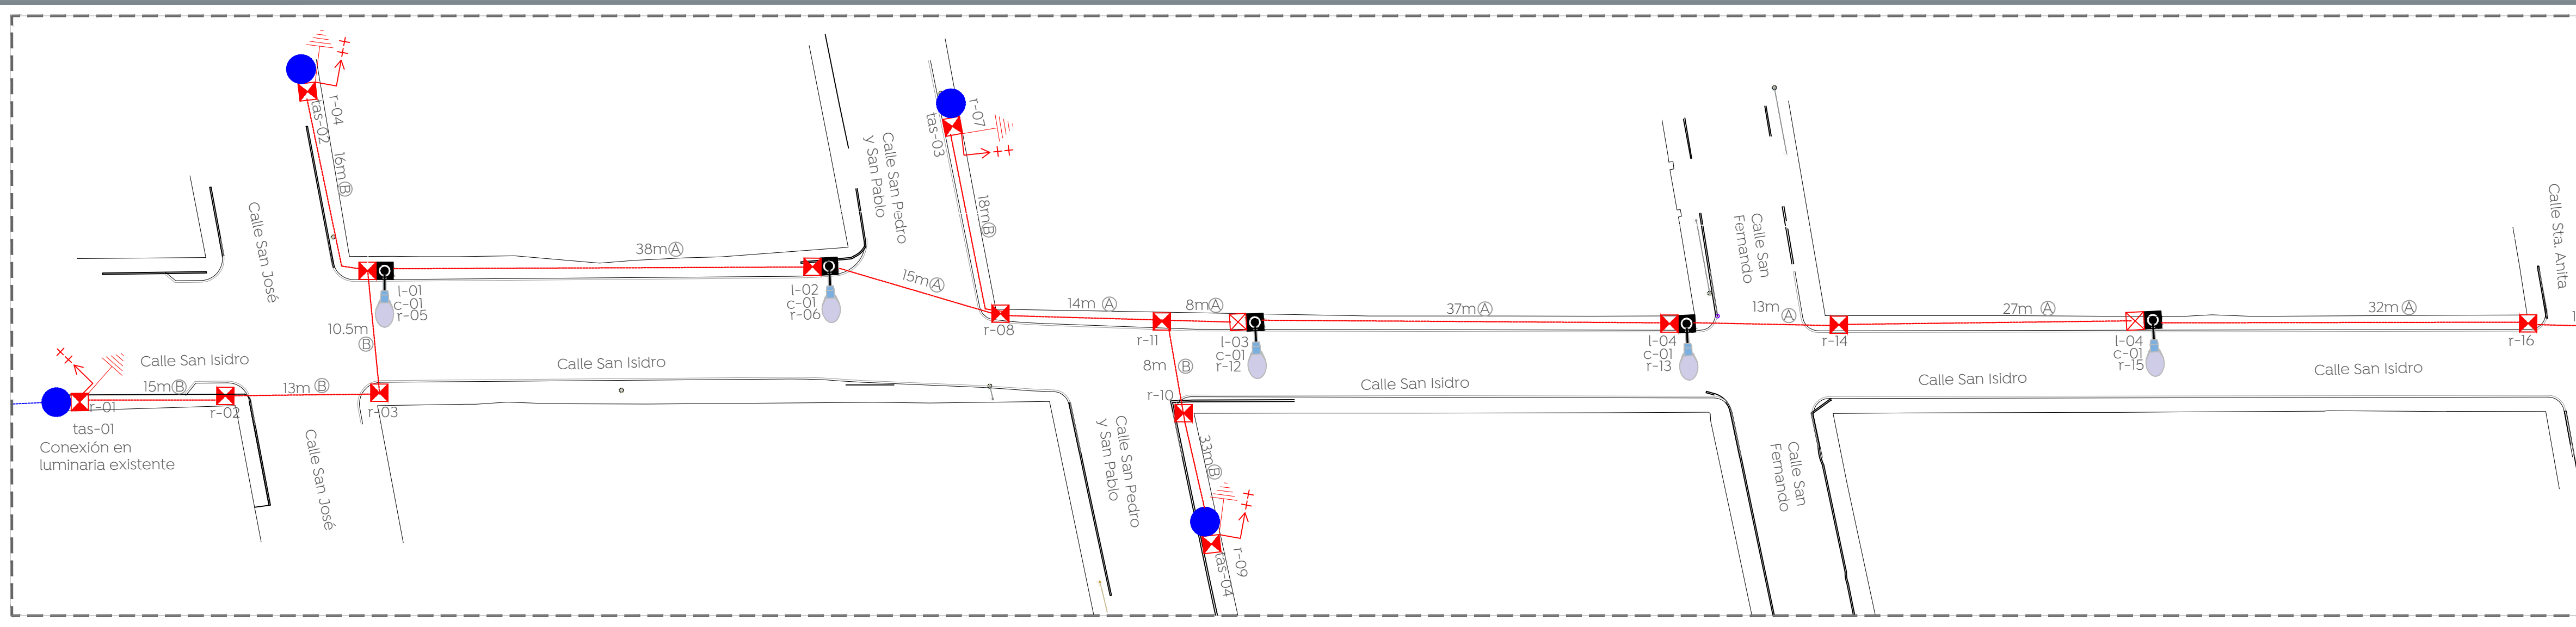 r-04
tas-02
16mⒷ
Calle San José
38mⒶ
l-01
c-01
r-05
10.5m
Ⓑ
l-02
c-01
r-06
Calle San Pedro
y San Pablo
15mⒶ
r-07
tas-03
18mⒷ
r-08
14m Ⓐ
8mⒶ
r-11
l-03
c-01
r-12
37mⒶ
l-04
c-01
r-13
Calle San
Fernando
13m
Ⓐ
r-14
27m Ⓐ
l-04
c-01
r-15
32mⒶ
r-16
Calle Sta. Anita
Calle San Isidro
15mⒷ
r-01
r-02
13m Ⓑ
r-03
tas-01
Conexión en
luminaria existente
Calle San José
Calle San Isidro
8m Ⓑ
r-10
33mⒷ
Calle San Pedro
y San Pablo
r-09
tas-04
Calle San Isidro
Calle San
Fernando
Calle San Isidro
Calle San Isidro